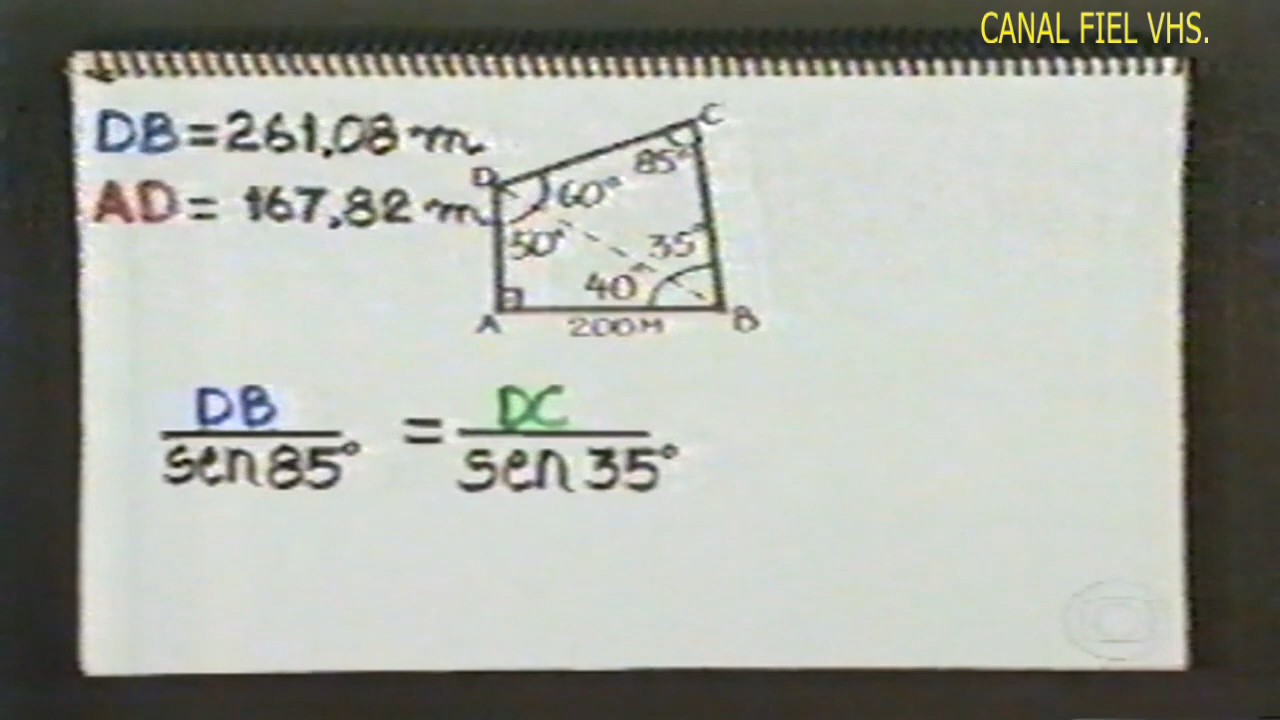 CANAL FIEL VHS.
DB = 261,08 m
AD = 167,82 m
C
85°
D
60°
50°
35°
40°
A
200M
B
DB = DC
sen 85° sen 35°